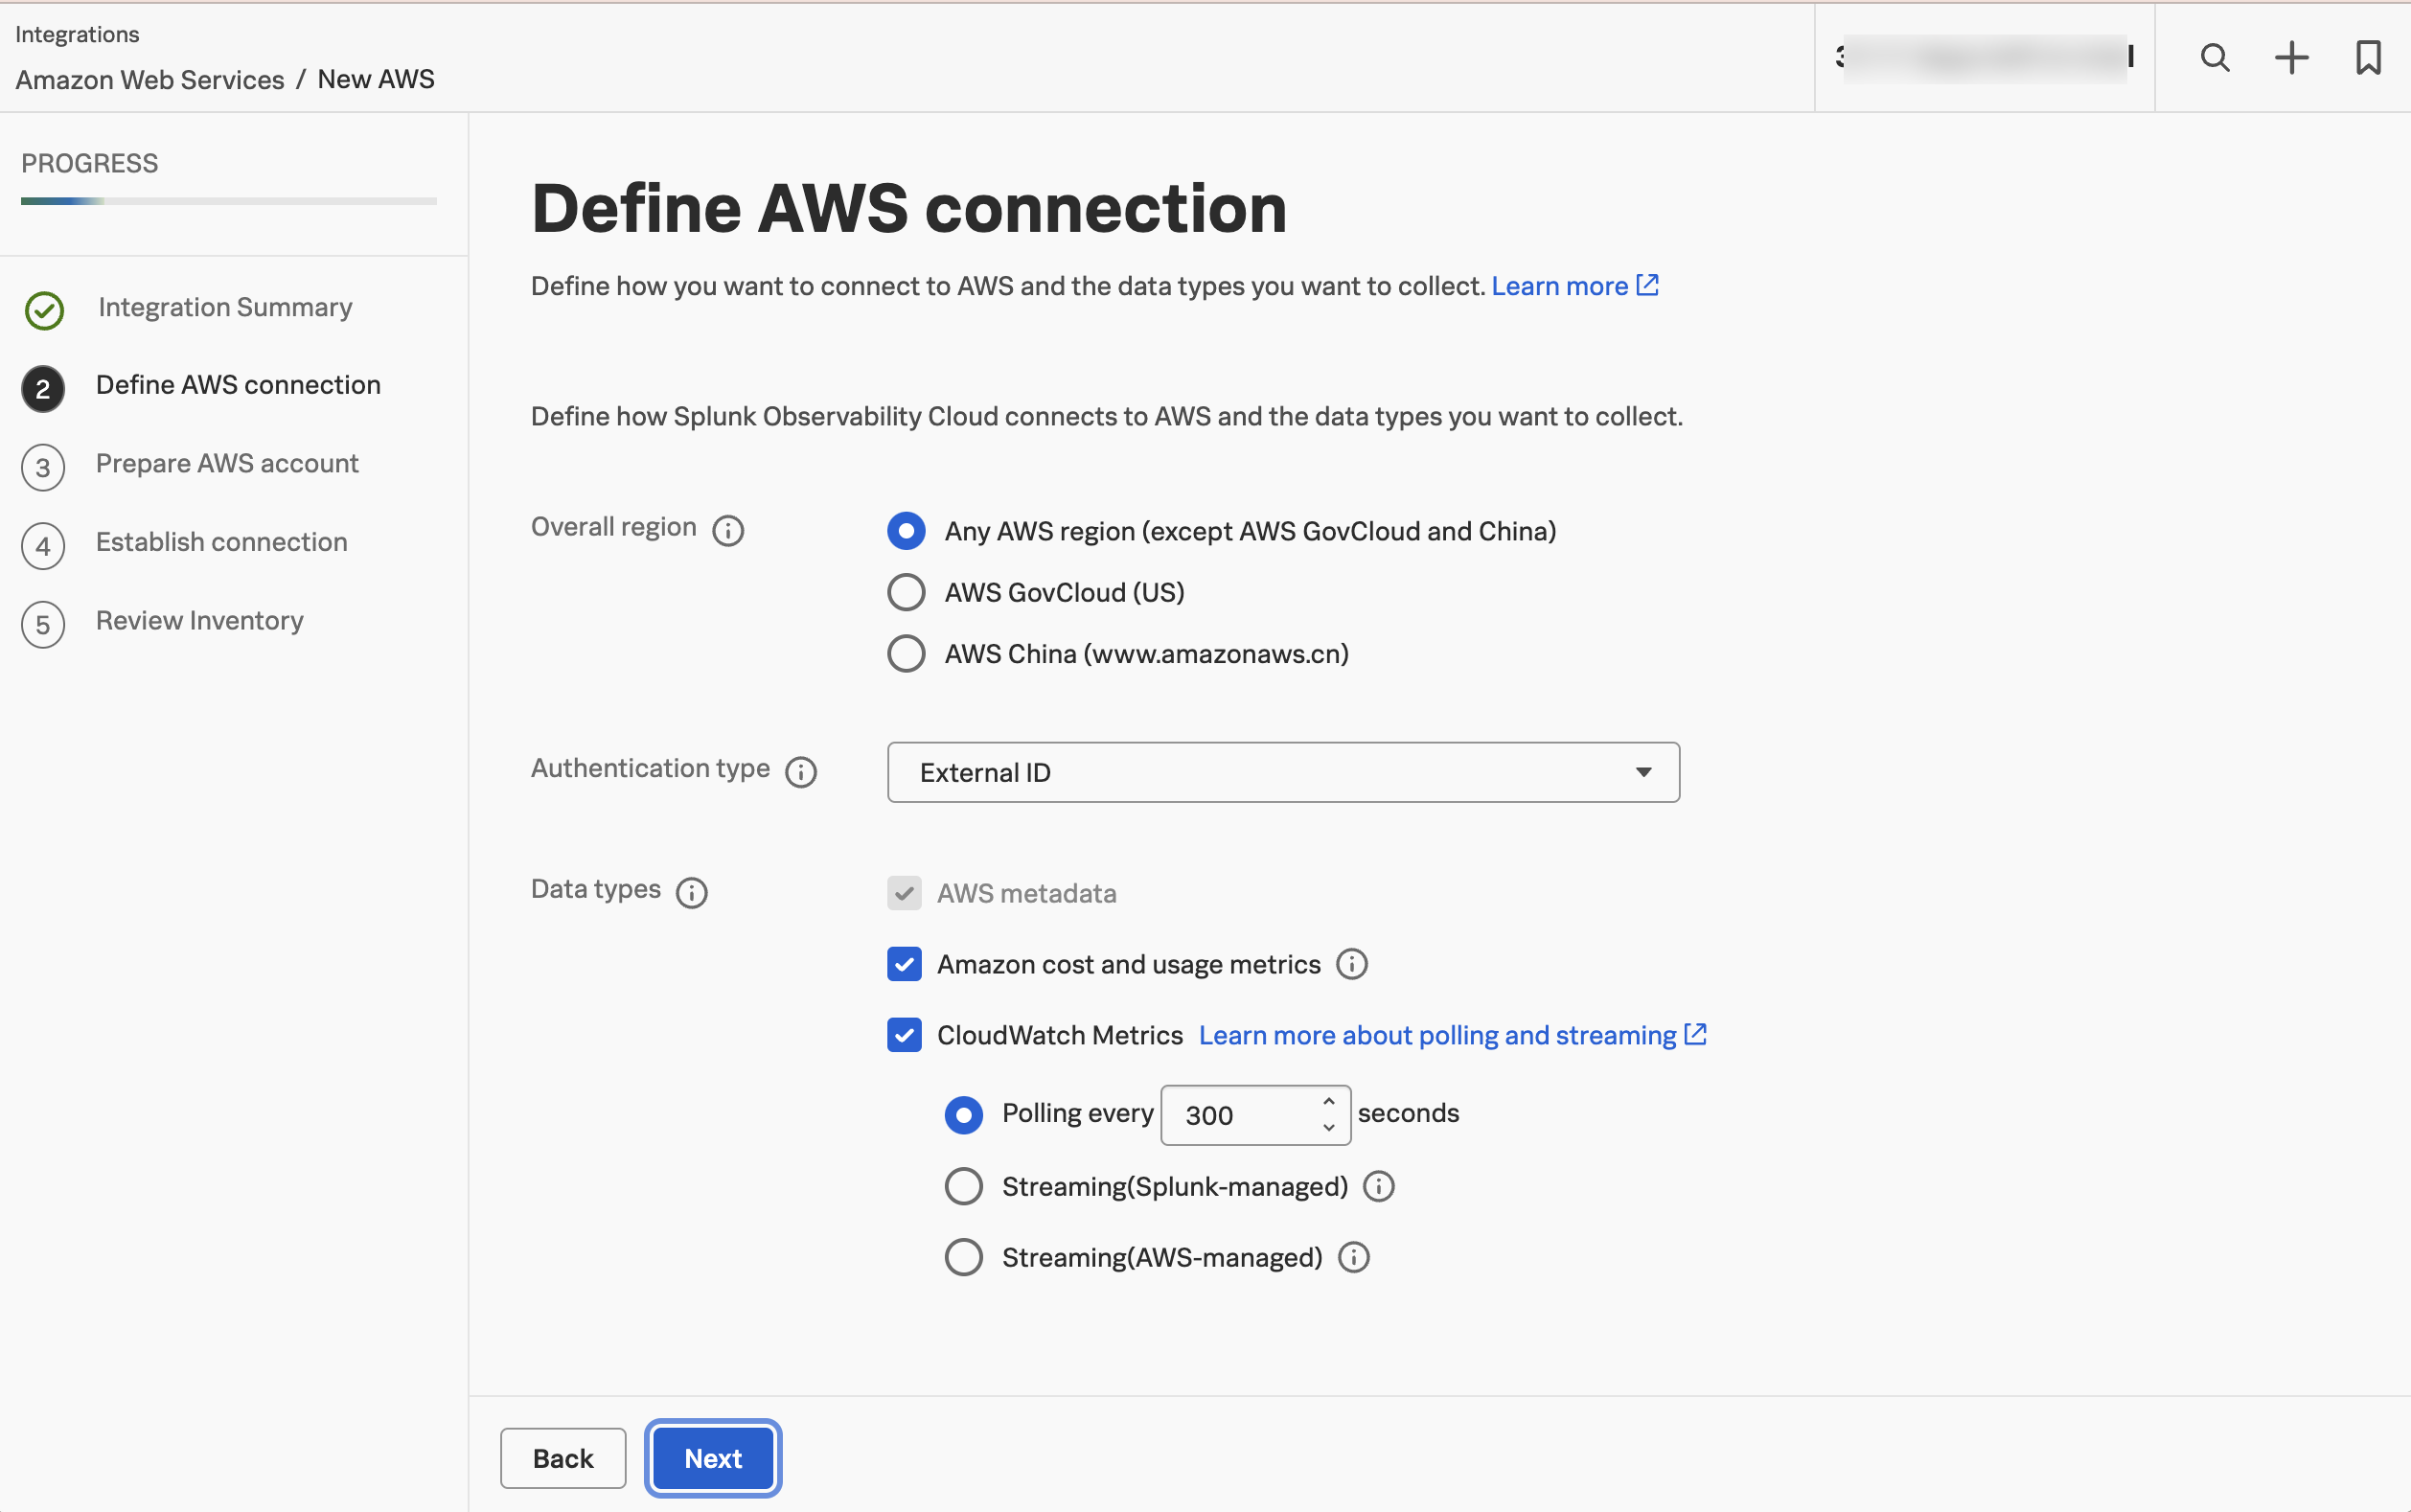 Integrations
Amazon Web Services / New AWS
PROGRESS
Integration Summary
2 Define AWS connection
3 Prepare AWS account
4 Establish connection
5 Review Inventory
Define AWS connection
Define how you want to connect to AWS and the data types you want to collect. Learn more
Define how Splunk Observability Cloud connects to AWS and the data types you want to collect.
Overall region
Any AWS region (except AWS GovCloud and China)
AWS GovCloud (US)
AWS China (www.amazonaws.cn)
Authentication type
External ID
Data types
AWS metadata
Amazon cost and usage metrics
CloudWatch Metrics Learn more about polling and streaming
Polling every 300 seconds
Streaming(Splunk-managed)
Streaming(AWS-managed)
Back Next